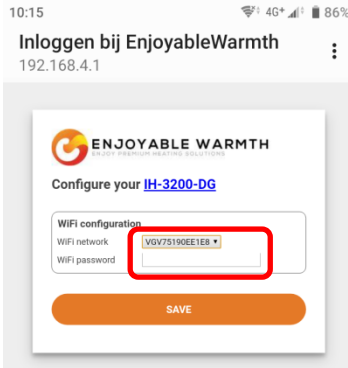 10:15 4G+ 86%
Inloggen bij EnjoyableWarmth
192.168.4.1
ENJOYABLE WARMTH
ENJOY PREMIUM HEATING SOLUTIONS
Configure your IH-3200-DG
WiFi configuration
WiFi network VGV75190EE1E8
WiFi password
SAVE